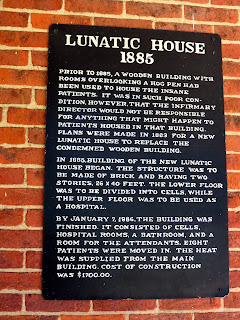 LUNATIC HOUSE
1885
PRIOR TO 1885, A WOODEN BUILDING WITH
ROOMS OVERLOOKING A HOG PEN HAD
BEEN USED TO HOUSE THE INSANE
PATIENTS. IT WAS IN SUCH POOR CON-
DITION, HOWEVER, THAT THE INFIRMARY
DIRECTOR WOULD NOT BE RESPONSIBLE
FOR ANYTHING THAT MIGHT HAPPEN TO
PATIENTS HOUSED IN THAT BUILDING.
PLANS WERE MADE IN 1883 FOR A NEW
LUNATIC HOUSE TO REPLACE THE
CONDEMNED WOODEN BUILDING.
IN 1885, BUILDING OF THE NEW LUNATIC
HOUSE BEGAN. THE STRUCTURE WAS TO
BE MADE OF BRICK AND HAVING TWO
STORIES, 26 X 40 FEET. THE LOWER FLOOR
WAS TO BE DIVIDED INTO CELLS, WHILE
THE UPPER FLOOR WAS TO BE USED AS
A HOSPITAL.
BY JANUARY 7, 1986, THE BUILDING WAS
FINISHED. IT CONSISTED OF CELLS,
HOSPITAL ROOMS, A BATHROOM, AND A
ROOM FOR THE ATTENDANTS. EIGHT
PATIENTS WERE MOVED IN. THE HEAT
WAS SUPPLIED FROM THE MAIN
BUILDING. COST OF CONSTRUCTION
WAS $1700.00.